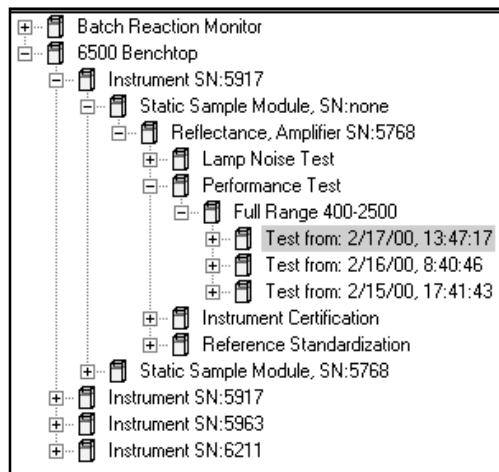 Batch Reaction Monitor
6500 Benchtop
Instrument SN:5917
Static Sample Module, SN:none
Reflectance, Amplifier SN:5768
Lamp Noise Test
Performance Test
Full Range 400-2500
Test from: 2/17/00, 13:47:17
Test from: 2/16/00, 8:40:46
Test from: 2/15/00, 17:41:43
Instrument Certification
Reference Standardization
Static Sample Module, SN:5768
Instrument SN:5917
Instrument SN:5963
Instrument SN:6211